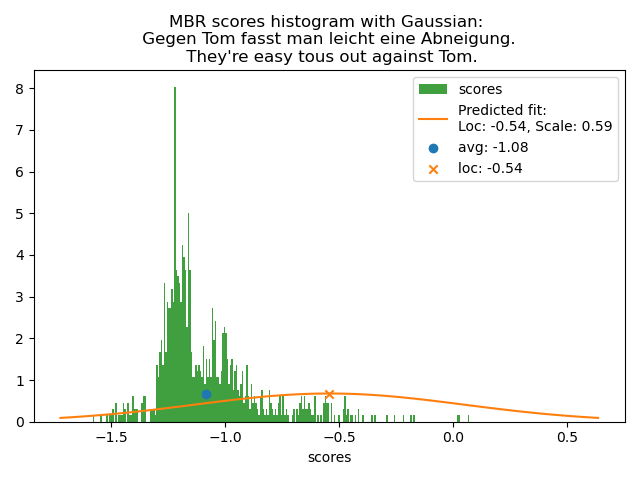 MBR scores histogram with Gaussian:
Gegen Tom fasst man leicht eine Abneigung.
They're easy tous out against Tom.
scores
Predicted fit:
Loc: -0.54, Scale: 0.59
avg: -1.08
loc: -0.54
8
7
6
5
4
3
2
1
0
−1.5 −1.0 −0.5 0.0 0.5
scores